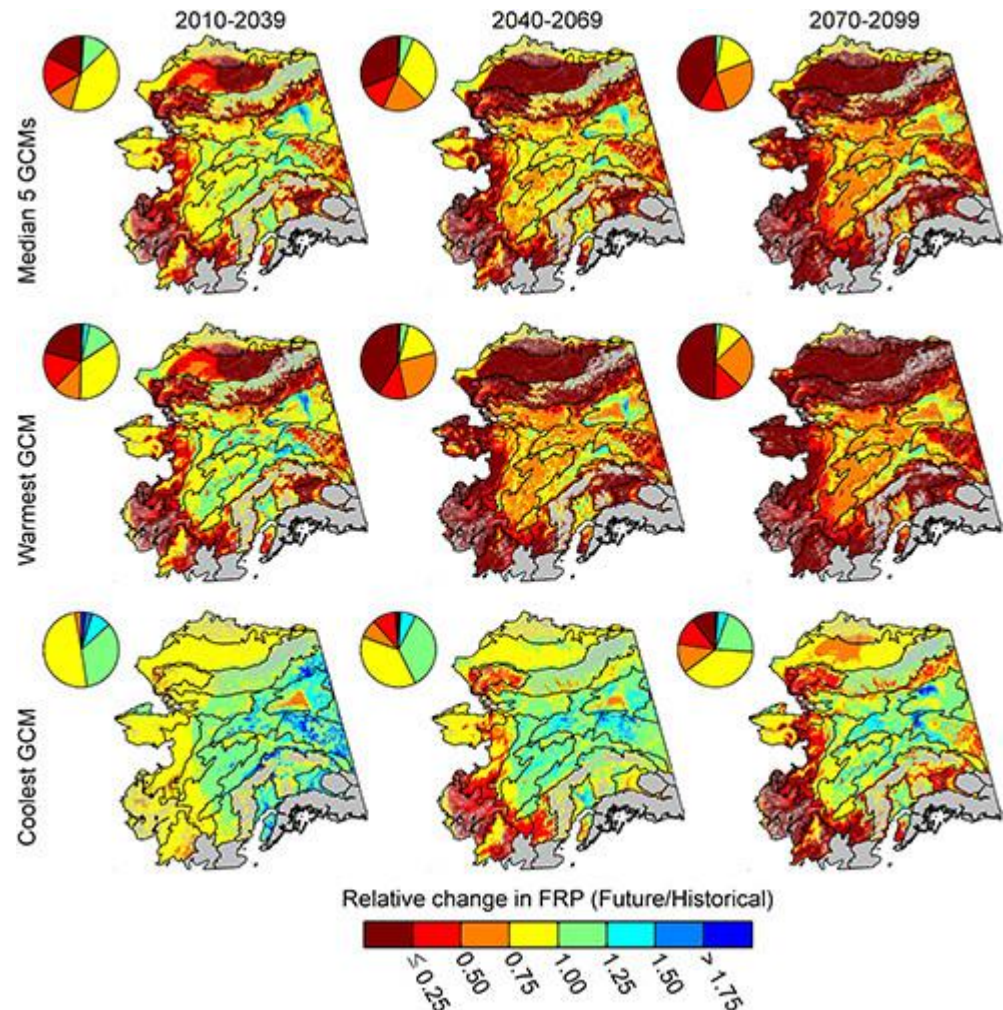 2010-2039 2040-2069 2070-2099
Median 5 GCMs
Warmest GCM
Coolest GCM
Relative change in FRP (Future/Historical)
≤ 0.25 0.50 0.75 1.00 1.25 1.50 > 1.75